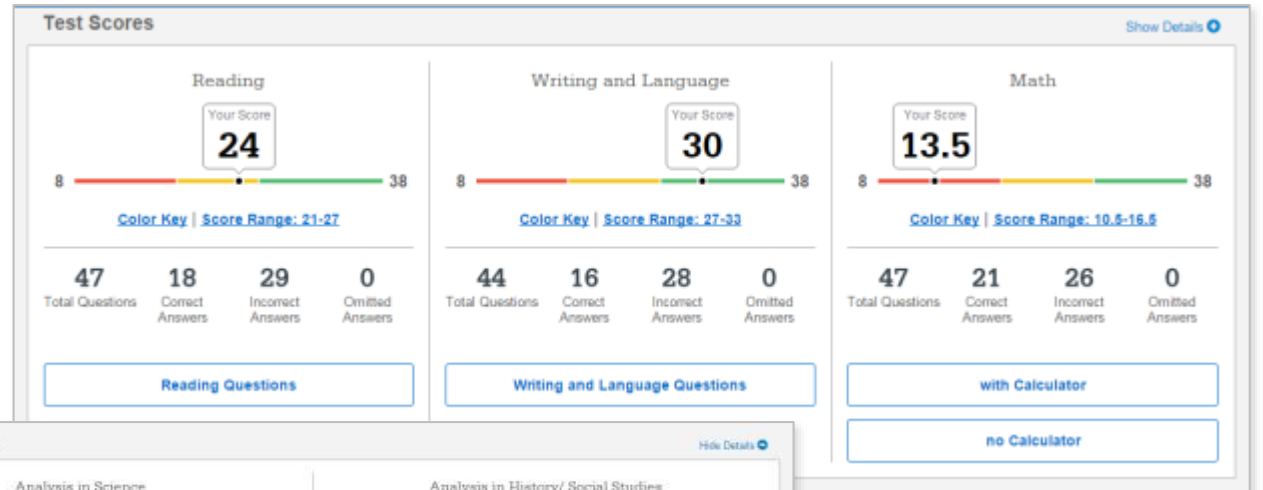 Test Scores
Show Details
Reading
Writing and Language
Math
Your Score
24
8
38
Color Key | Score Range: 21-27
47
18
29
0
Total Questions
Correct Answers
Incorrect Answers
Omitted Answers
Reading Questions
Your Score
30
8
38
Color Key | Score Range: 27-33
44
16
28
0
Total Questions
Correct Answers
Incorrect Answers
Omitted Answers
Writing and Language Questions
Your Score
13.5
8
38
Color Key | Score Range: 10.5-16.5
47
21
26
0
Total Questions
Correct Answers
Incorrect Answers
Omitted Answers
with Calculator
no Calculator
Hide Details
Analysis in Science
Analysis in History/ Social Studies